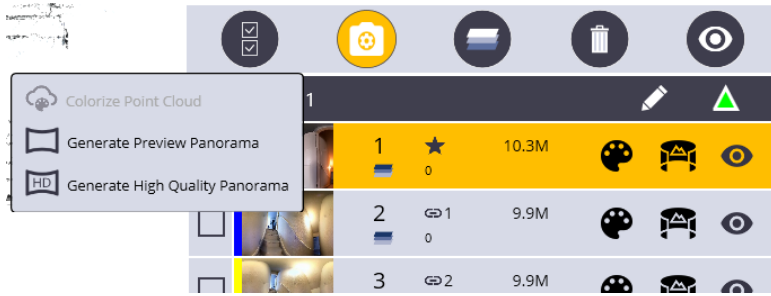 Colorize Point Cloud
1
Generate Preview Panorama
HD Generate High Quality Panorama
1 10.3M
0
2 1 9.9M
0
3 2 9.9M